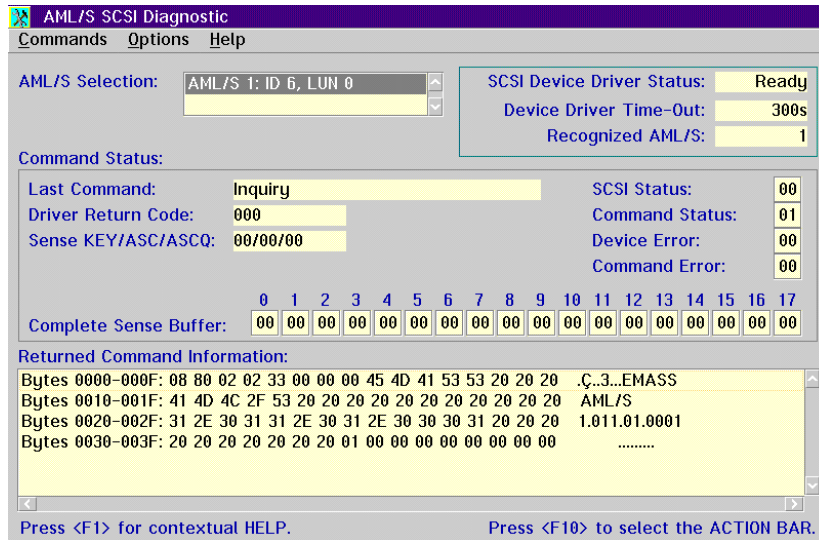 AML/S SCSI Diagnostic
Commands Options Help
AML/S Selection: AML/S 1: ID 6, LUN 0 SCSI Device Driver Status: Ready
Device Driver Time-Out: 300s
Recognized AML/S: 1
Command Status:
Last Command: Inquiry SCSI Status: 00
Driver Return Code: 000 Command Status: 01
Sense KEY/ASC/ASCQ: 00/00/00 Device Error: 00
Command Error: 00
0 1 2 3 4 5 6 7 8 9 10 11 12 13 14 15 16 17
Complete Sense Buffer: 00 00 00 00 00 00 00 00 00 00 00 00 00 00 00 00 00 00
Returned Command Information:
Bytes 0000-000F: 08 80 02 02 33 00 00 00 45 4D 41 53 53 20 20 20 .Ç..3...EMASS
Bytes 0010-001F: 41 4D 4C 2F 53 20 20 20 20 20 20 20 20 20 20 20 AML/S
Bytes 0020-002F: 31 2E 30 31 31 2E 30 31 2E 30 30 30 31 20 20 20 1.011.01.0001
Bytes 0030-003F: 20 20 20 20 20 20 20 01 00 00 00 00 00 00 00 00 .........
Press <F1> for contextual HELP. Press <F10> to select the ACTION BAR.